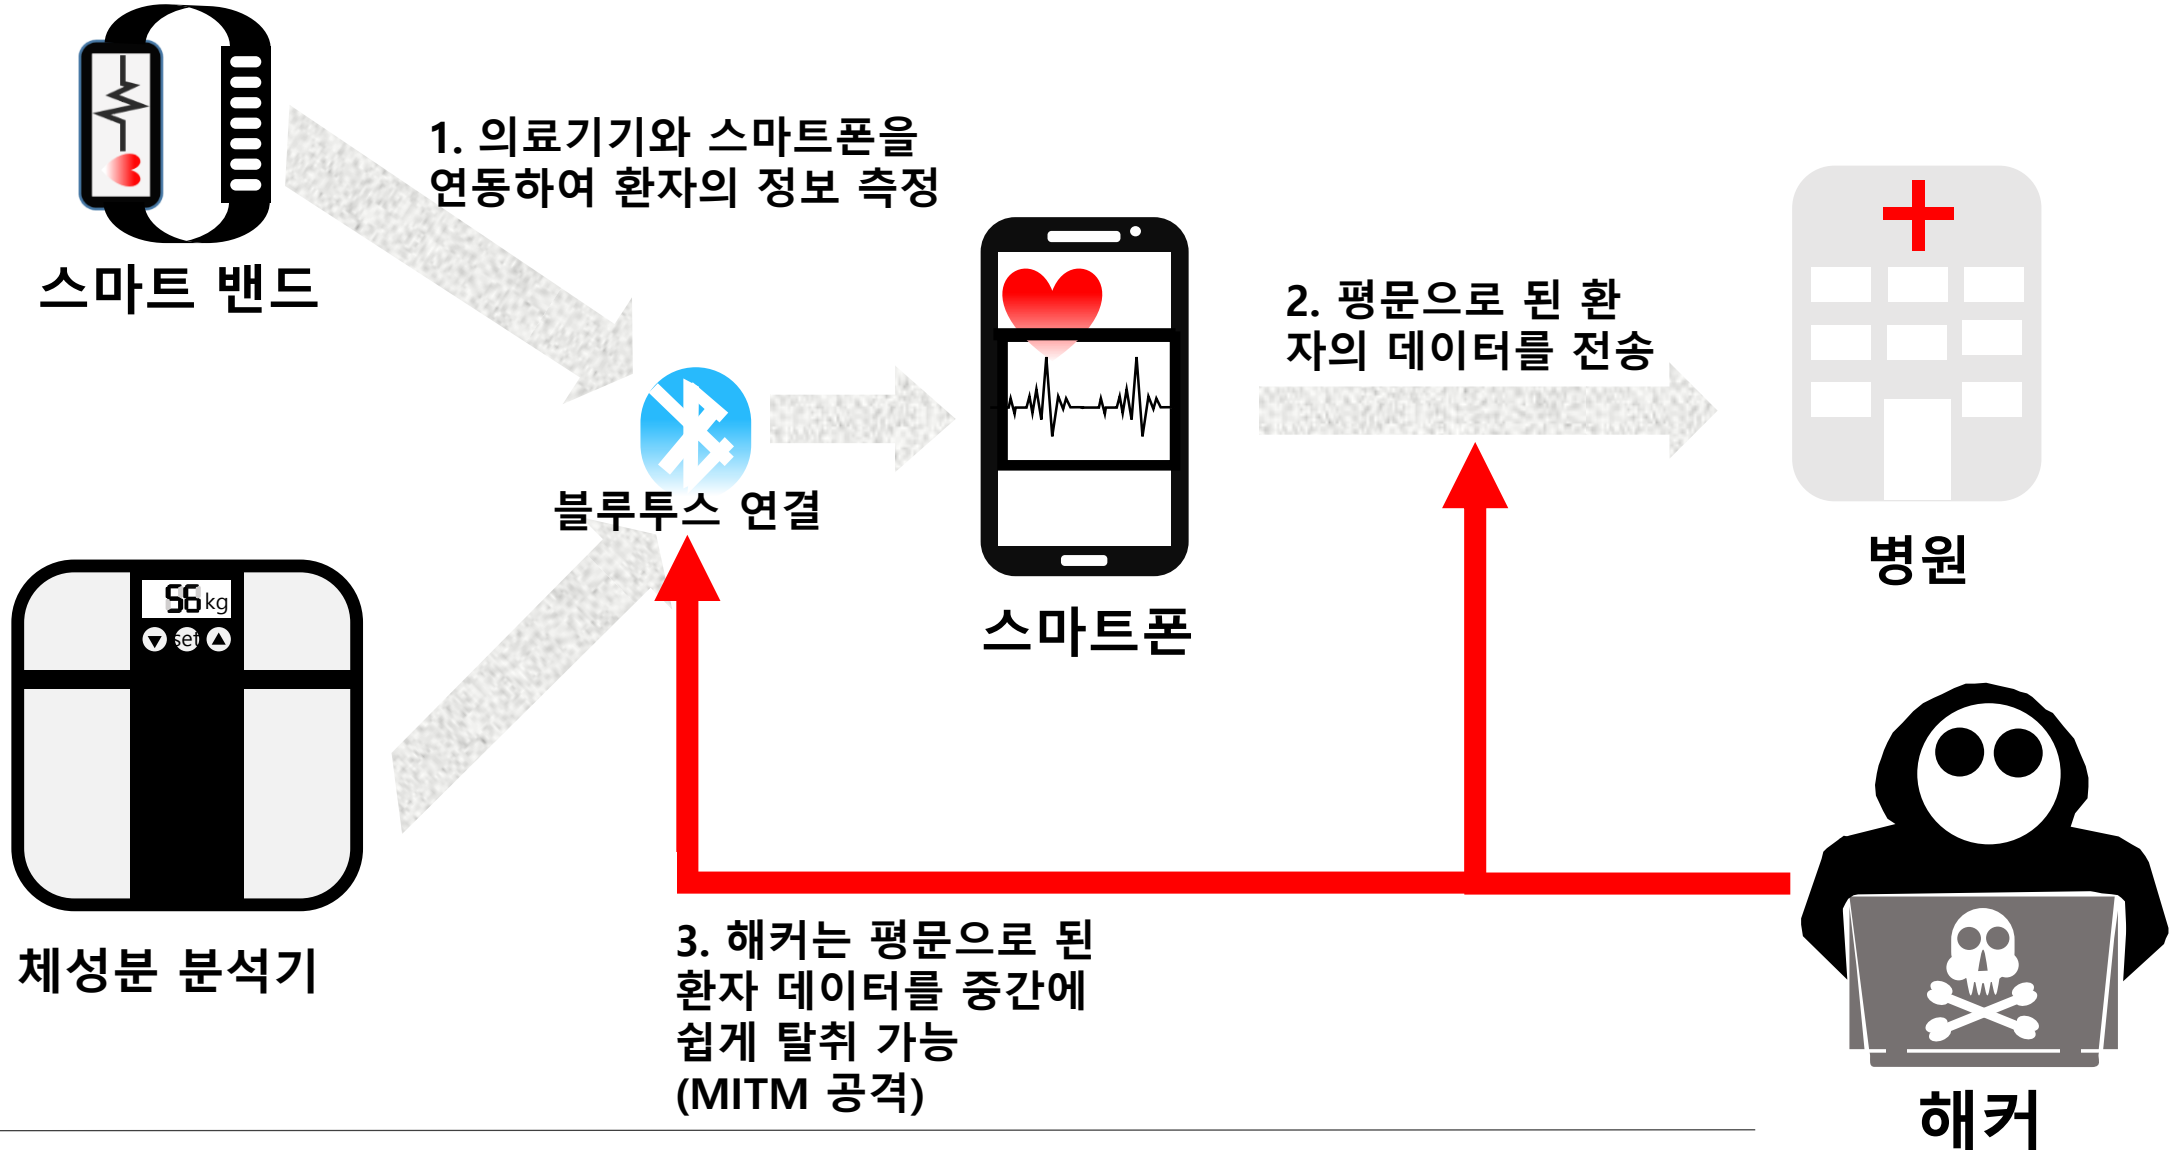 1. 의료기기와 스마트폰을
연동하여 환자의 정보 측정
스마트 밴드
2. 평문으로 된 환
자의 데이터를 전송
블루투스 연결
병원
56 kg
set
스마트폰
체성분 분석기
3. 해커는 평문으로 된
환자 데이터를 중간에
쉽게 탈취 가능
(MITM 공격)
해커